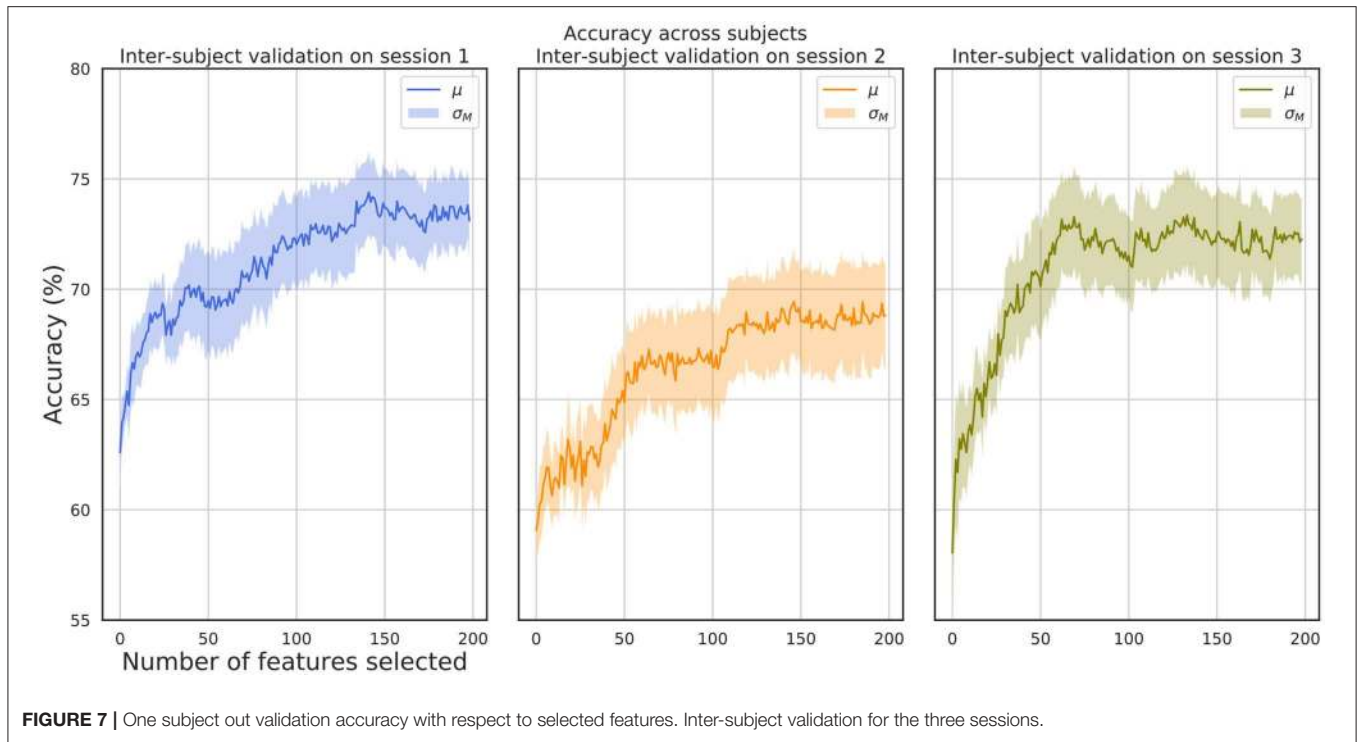 Accuracy across subjects
Inter-subject validation on session 1
Inter-subject validation on session 2
Inter-subject validation on session 3
μ
σM
μ
σM
μ
σM
80
75
70
65
60
55
Accuracy (%)
0 50 100 150 200
0 50 100 150 200
0 50 100 150 200
Number of features selected
FIGURE 7 | One subject out validation accuracy with respect to selected features. Inter-subject validation for the three sessions.